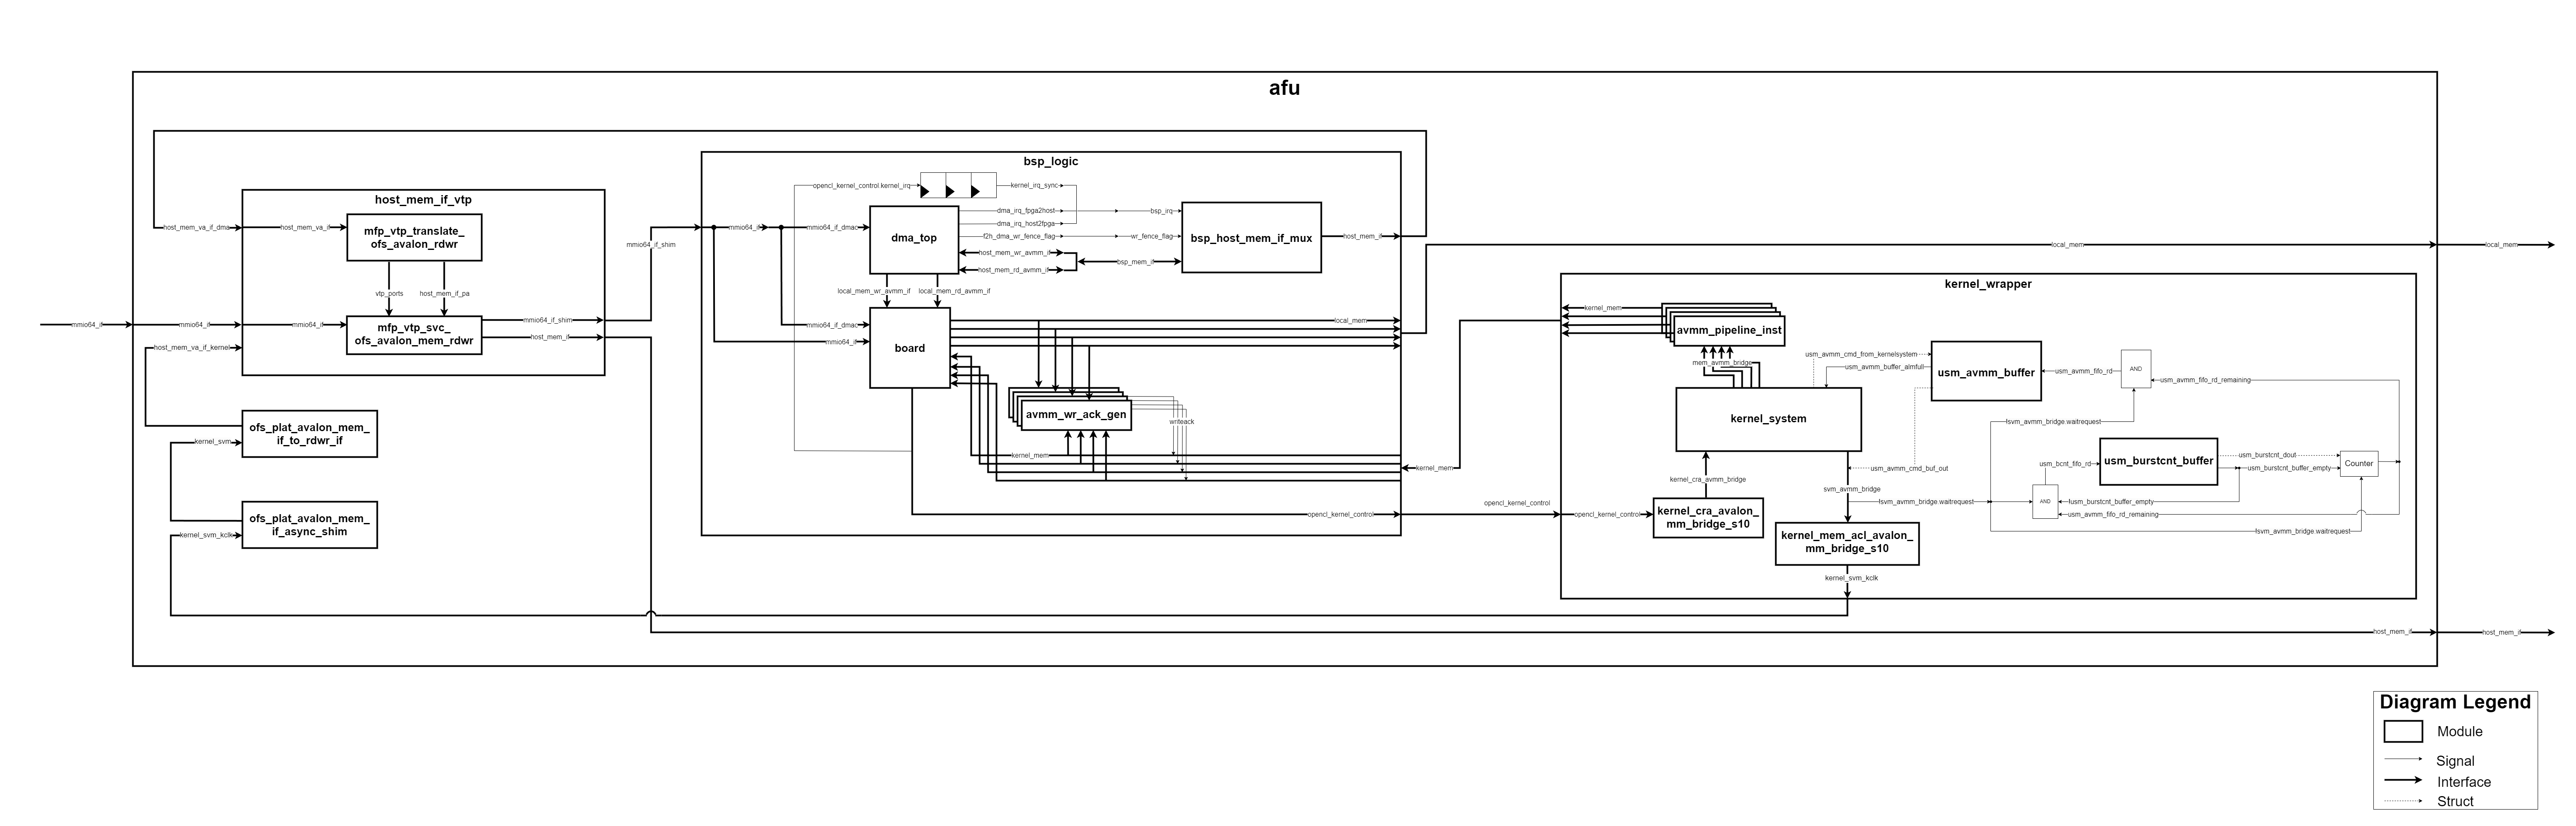 afu
bsp_logic
host_mem_if_vtp
kernel_wrapper
mmio64_if
mmio64_if
mmio64_if
host_mem_va_if_dma
host_mem_va_if
mfp_vtp_translate_
ofs_avalon_rdwr
vtp_ports
host_mem_if_pa
mfp_vtp_svc_
ofs_avalon_mem_rdwr
mmio64_if_shim
host_mem_if
host_mem_va_if_kernel
ofs_plat_avalon_mem_
if_to_rdwr_if
kernel_svm
ofs_plat_avalon_mem_
if_async_shim
kernel_svm_kclk
mmio64_if_shim
opencl_kernel_control.kernel_irq
kernel_irq_sync
mmio64_if
mmio64_if_dmac
dma_top
dma_irq_fpga2host
dma_irq_host2fpga
f2h_dma_wr_fence_flag
host_mem_wr_avmm_if
host_mem_rd_avmm_if
bsp_irq
wr_fence_flag
bsp_mem_if
bsp_host_mem_if_mux
host_mem_if
local_mem_wr_avmm_if
local_mem_rd_avmm_if
mmio64_if_dmac
mmio64_if
board
local_mem
avmm_wr_ack_gen
writeack
kernel_mem
opencl_kernel_control
kernel_mem
opencl_kernel_control
opencl_kernel_control
kernel_mem
avmm_pipeline_inst
mem_avmm_bridge
kernel_system
kernel_cra_avmm_bridge
kernel_cra_avalon_
mm_bridge_s10
svm_avmm_bridge
kernel_mem_acl_avalon_
mm_bridge_s10
kernel_svm_kclk
usm_avmm_cmd_from_kernelsystem
usm_avmm_buffer_almfull
usm_avmm_buffer
usm_avmm_fifo_rd
AND
usm_avmm_fifo_rd_remaining
!svm_avmm_bridge.waitrequest
usm_avmm_cmd_buf_out
usm_bcnt_fifo_rd
usm_burstcnt_buffer
usm_burstcnt_dout
usm_burstcnt_buffer_empty
Counter
!svm_avmm_bridge.waitrequest
AND
!usm_burstcnt_buffer_empty
usm_avmm_fifo_rd_remaining
!svm_avmm_bridge.waitrequest
local_mem
local_mem
host_mem_if
host_mem_if
Diagram Legend
Module
Signal
Interface
Struct